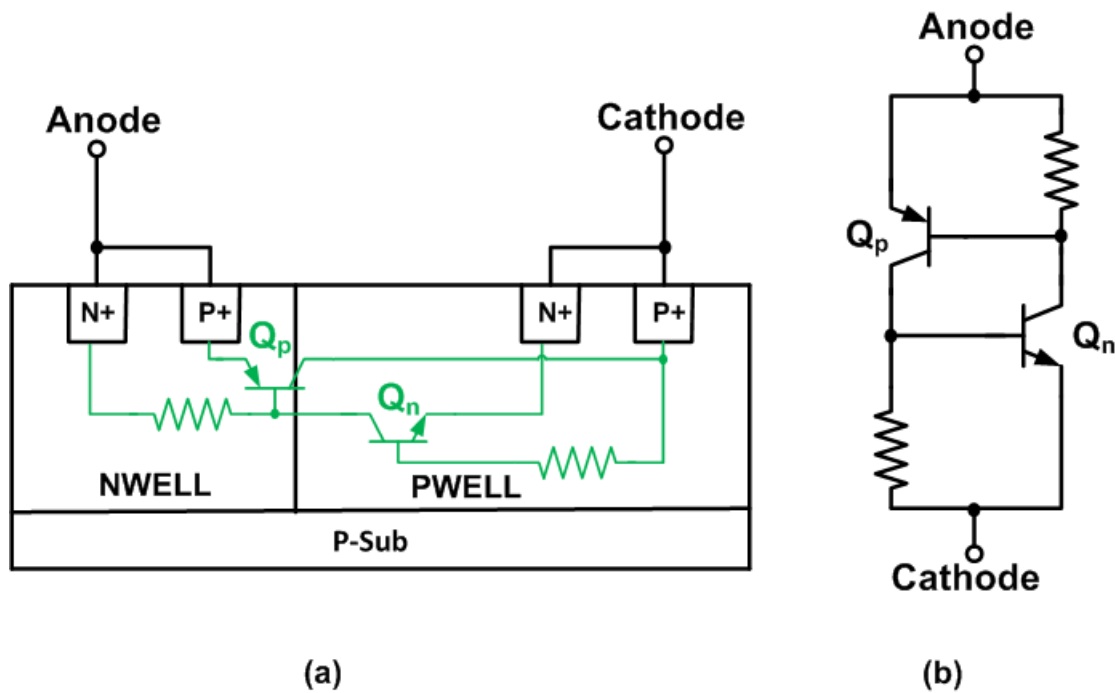 Anode
Cathode
N+
P+
N+
P+
Qp
Qn
NWELL
PWELL
P-Sub
(a)
Anode
Qp
Qn
Cathode
(b)